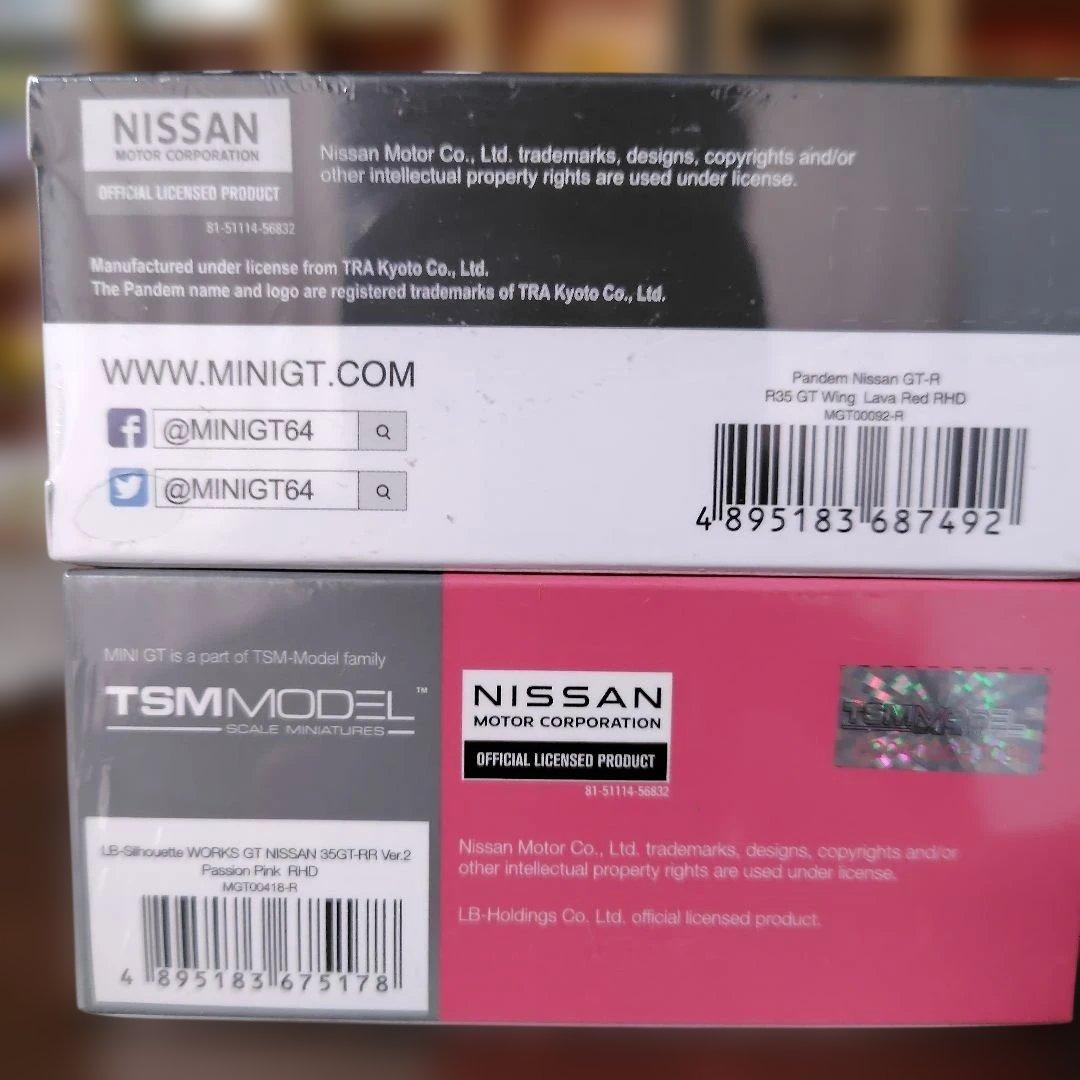 NISSAN
MOTOR CORPORATION
OFFICIAL LICENSED PRODUCT
81-51114-56832
Nissan Motor Co., Ltd. trademarks, designs, copyrights and/or
other intellectual property rights are used under license.
Manufactured under license from TRA Kyoto Co., Ltd.
The Pandem name and logo are registered trademarks of TRA Kyoto Co., Ltd.
WWW.MINIGT.COM
@MINIGT64
@MINIGT64
Pandem Nissan GT-R
R35 GT Wing Lava Red RHD
MGT00092-R
4 895183 687492
MINI GT is a part of TSM-Model family
TSMMODEL™
SCALE MINIATURES
LB-Silhouette WORKS GT NISSAN 35GT-RR Ver.2
Passion Pink RHD
MGT00418-R
4 895183 675178
NISSAN
MOTOR CORPORATION
OFFICIAL LICENSED PRODUCT
81-51114-56832
TSMMODEL
Nissan Motor Co., Ltd. trademarks, designs, copyrights and/or
other intellectual property rights are used under license.
LB-Holdings Co. Ltd. official licensed product.